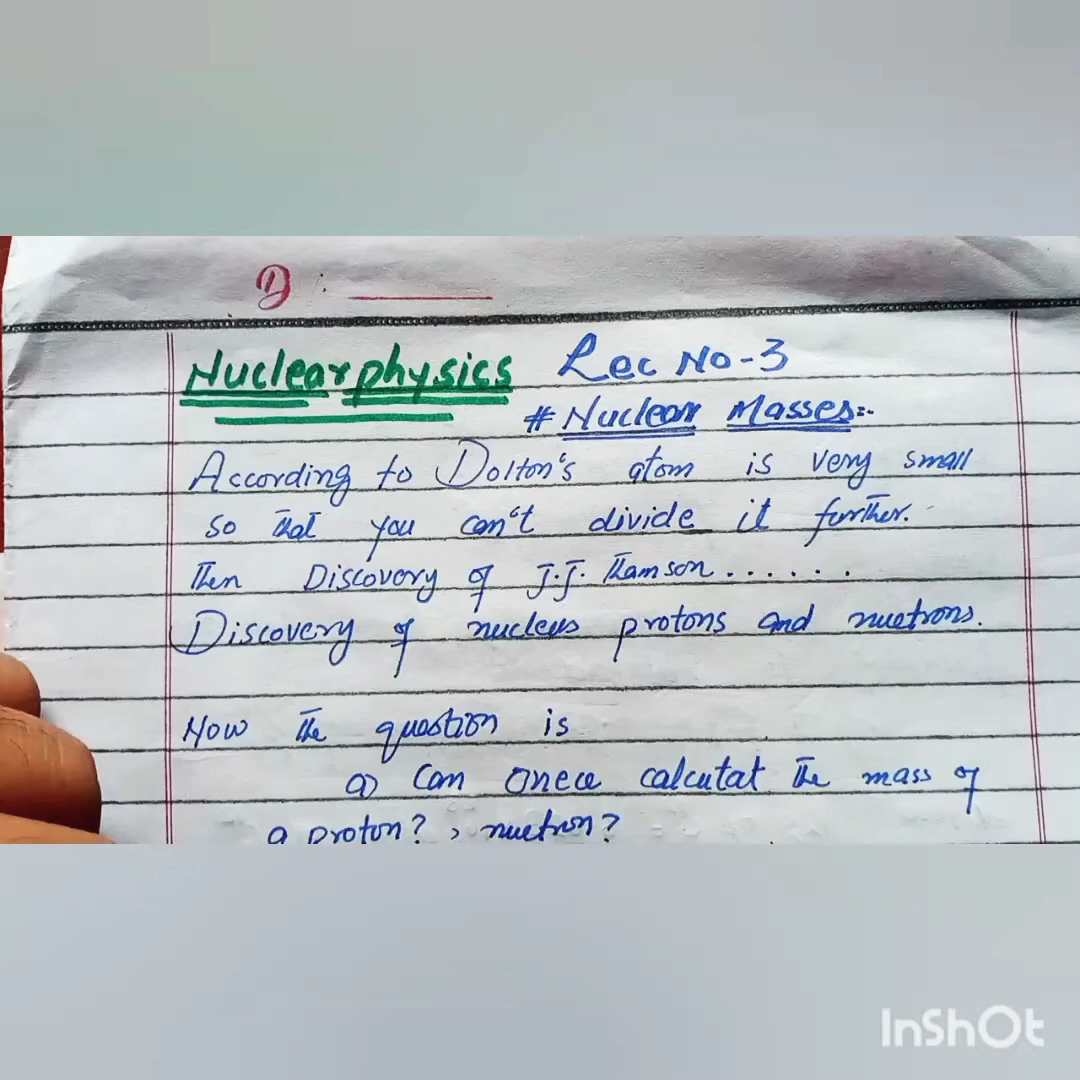 D :
Nuclear physics Lec No-3
# Nuclear Masses:-
According to Dolton's atom is very small
so that you can't divide it further.
Then Discovery of J.J. Thamson......
Discovery of nucleus protons and nuetrons.
Now the question is
a) Can onece calcutat the mass of
a proton? , nuetron?
InShOt